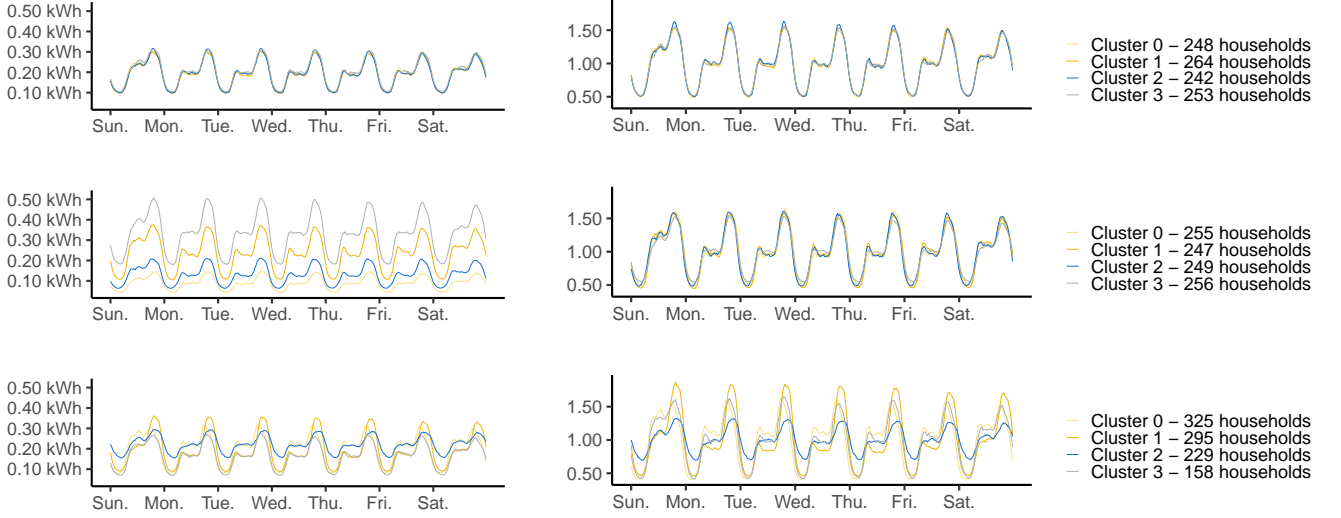 0.50 kWh
0.40 kWh
0.30 kWh
0.20 kWh
0.10 kWh
Sun. Mon. Tue. Wed. Thu. Fri. Sat.
1.50
1.00
0.50
Sun. Mon. Tue. Wed. Thu. Fri. Sat.
Cluster 0 – 248 households
Cluster 1 – 264 households
Cluster 2 – 242 households
Cluster 3 – 253 households
0.50 kWh
0.40 kWh
0.30 kWh
0.20 kWh
0.10 kWh
Sun. Mon. Tue. Wed. Thu. Fri. Sat.
1.50
1.00
0.50
Sun. Mon. Tue. Wed. Thu. Fri. Sat.
Cluster 0 – 255 households
Cluster 1 – 247 households
Cluster 2 – 249 households
Cluster 3 – 256 households
0.50 kWh
0.40 kWh
0.30 kWh
0.20 kWh
0.10 kWh
Sun. Mon. Tue. Wed. Thu. Fri. Sat.
1.50
1.00
0.50
Sun. Mon. Tue. Wed. Thu. Fri. Sat.
Cluster 0 – 325 households
Cluster 1 – 295 households
Cluster 2 – 229 households
Cluster 3 – 158 households